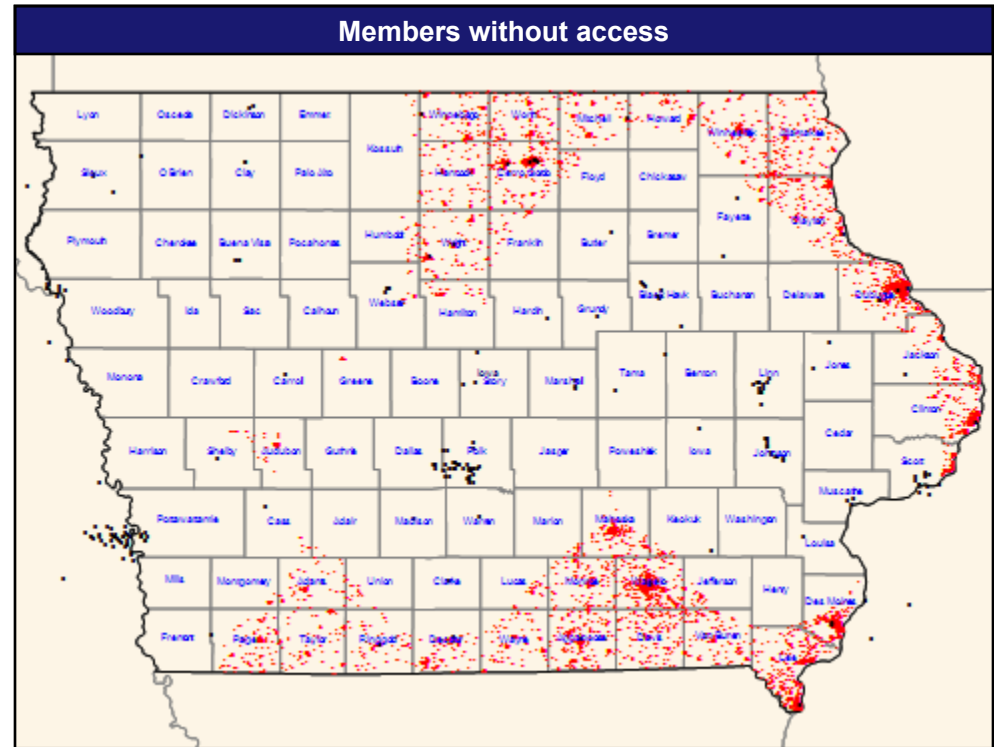 Members without access
Lyon Osceola Dickinson Emmer Winnebago Worth Mitchell Howard Winneshiek Allamakee
Kossuth
Sioux O'Brien Clay Palo Alto Hancock Cerro Gordo Floyd Chickasaw
Fayette Clayton
Plymouth Cherokee Buena Vista Pocahontas Humboldt Wright Franklin Butler Bremer
Woodbury Ida Sac Calhoun Webster Hamilton Hardin Grundy Black Hawk Buchanan Delaware Dubuque
Jackson
Iowa
Monona Crawford Carroll Greene Boone Story Marshall Tama Benton Linn Jones
Clinton
Harrison Shelby Audubon Guthrie Dallas Polk Jasper Poweshiek Iowa Johnson Cedar
Scott
Muscatine
Pottawattamie Cass Adair Madison Warren Marion Mahaska Keokuk Washington
Louisa
Mills Montgomery Adams Union Clarke Lucas Monroe Wapello Jefferson Henry
Des Moines
Fremont Page Taylor Ringgold Decatur Wayne Appanoose Davis Van Buren
Lee